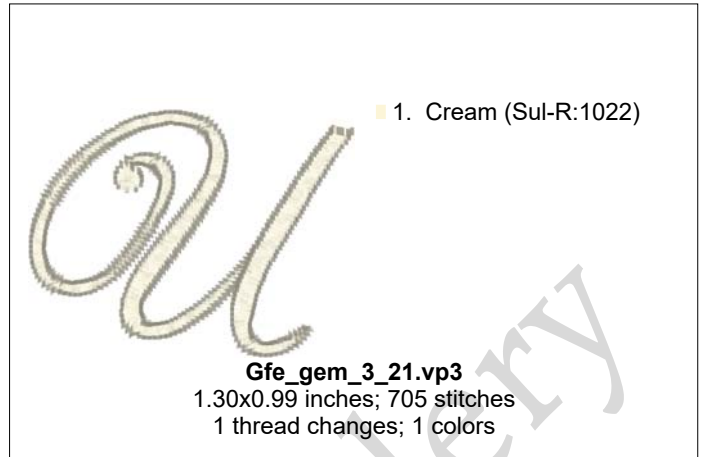 U
1. Cream (Sul-R:1022)
Gfe_gem_3_21.vp3
1.30x0.99 inches; 705 stitches
1 thread changes; 1 colors